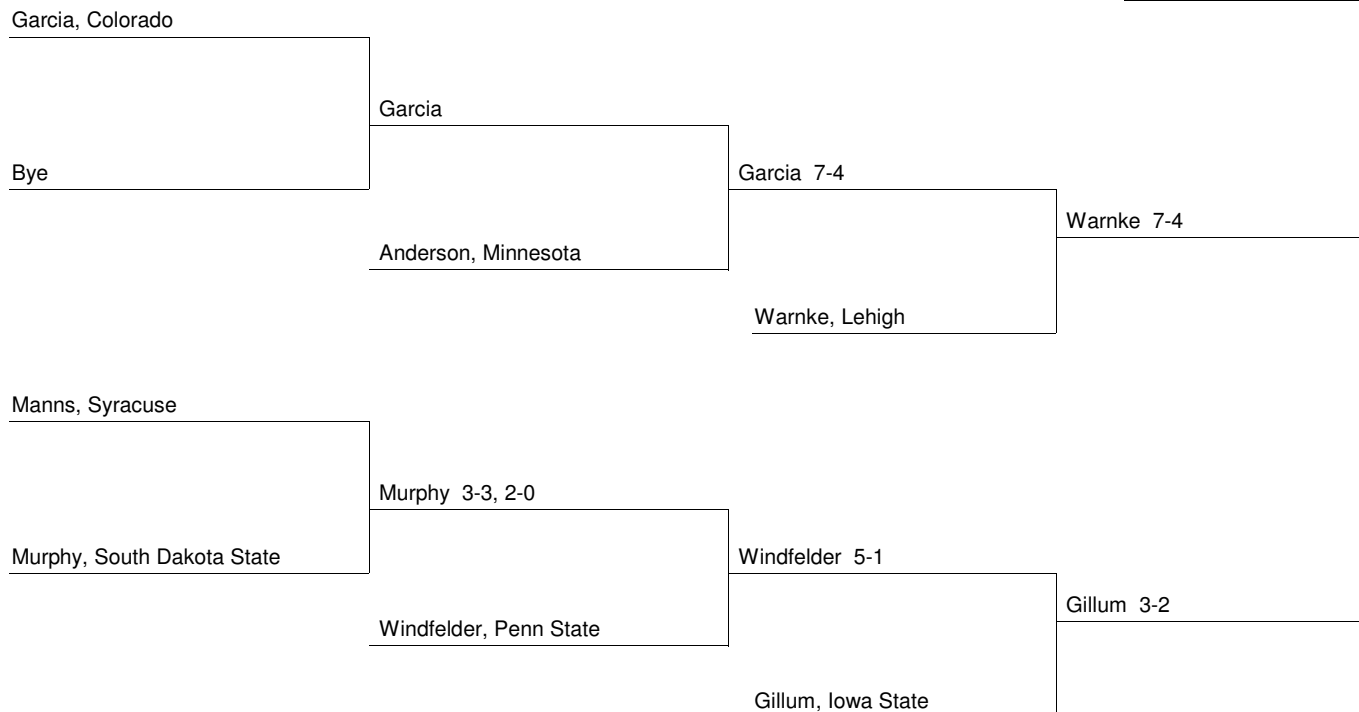 Garcia, Colorado
Garcia
Bye
Garcia 7-4
Warnke 7-4
Anderson, Minnesota
Warnke, Lehigh
Manns, Syracuse
Murphy 3-3, 2-0
Murphy, South Dakota State
Windfelder 5-1
Gillum 3-2
Windfelder, Penn State
Gillum, Iowa State